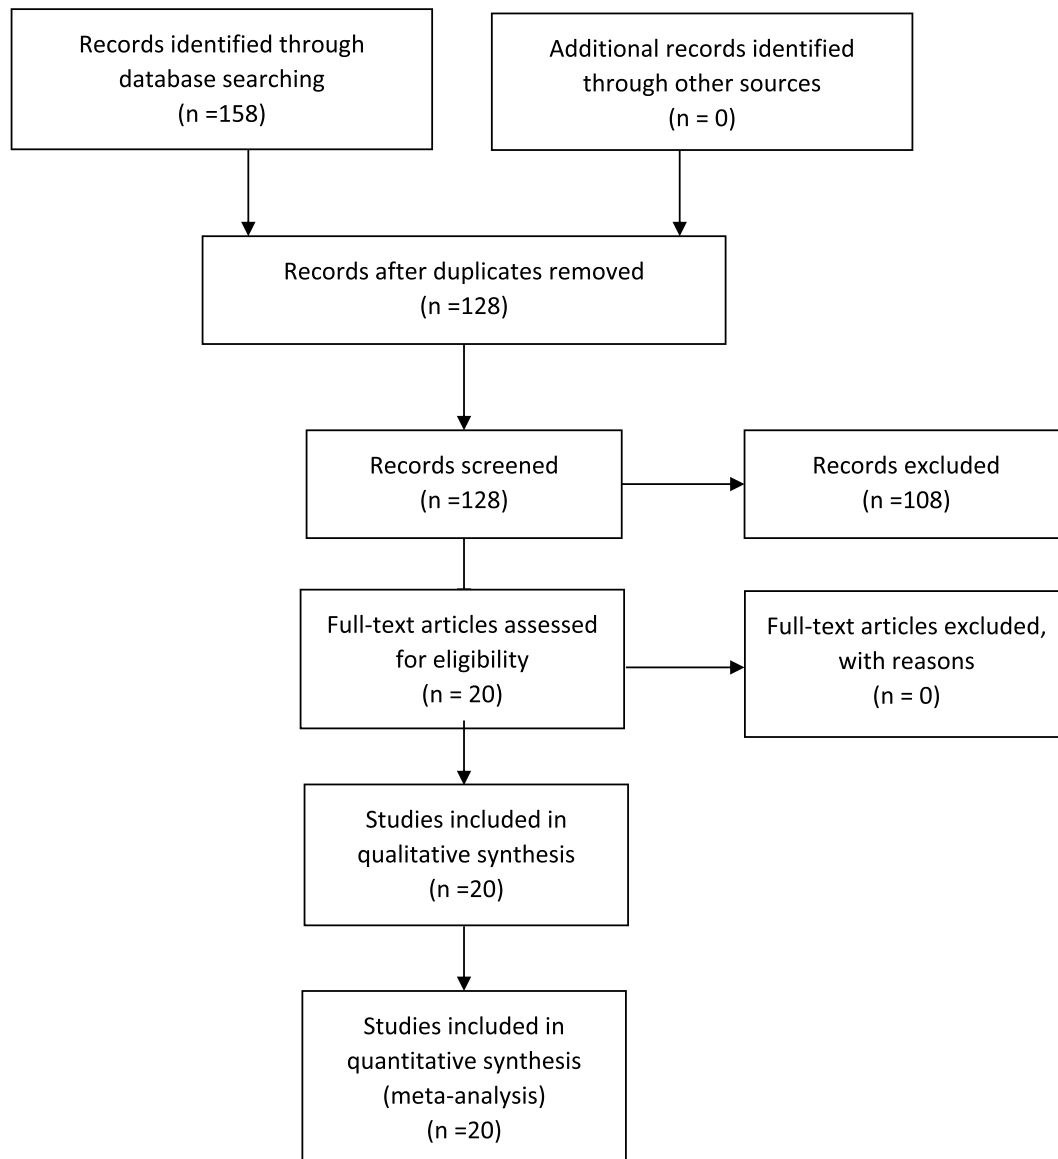 Records identified through
database searching
(n =158)
Additional records identified
through other sources
(n = 0)
Records after duplicates removed
(n =128)
Records screened
(n =128)
Records excluded
(n =108)
Full-text articles assessed
for eligibility
(n = 20)
Full-text articles excluded,
with reasons
(n = 0)
Studies included in
qualitative synthesis
(n =20)
Studies included in
quantitative synthesis
(meta-analysis)
(n =20)